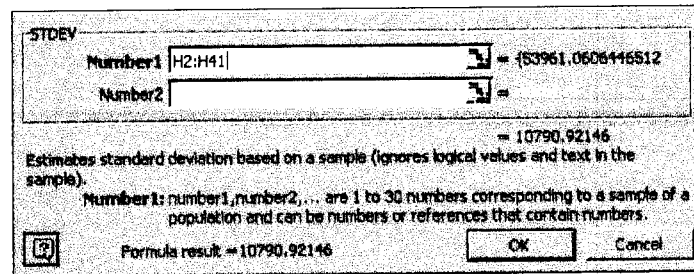 STDEV
Number1 H2:H41 = {53961.0606446512
Number2 =
= 10790.92146
Estimates standard deviation based on a sample (ignores logical values and text in the
sample).
Number1: number1,number2,... are 1 to 30 numbers corresponding to a sample of a
population and can be numbers or references that contain numbers.
Formula result =10790.92146 OK Cancel